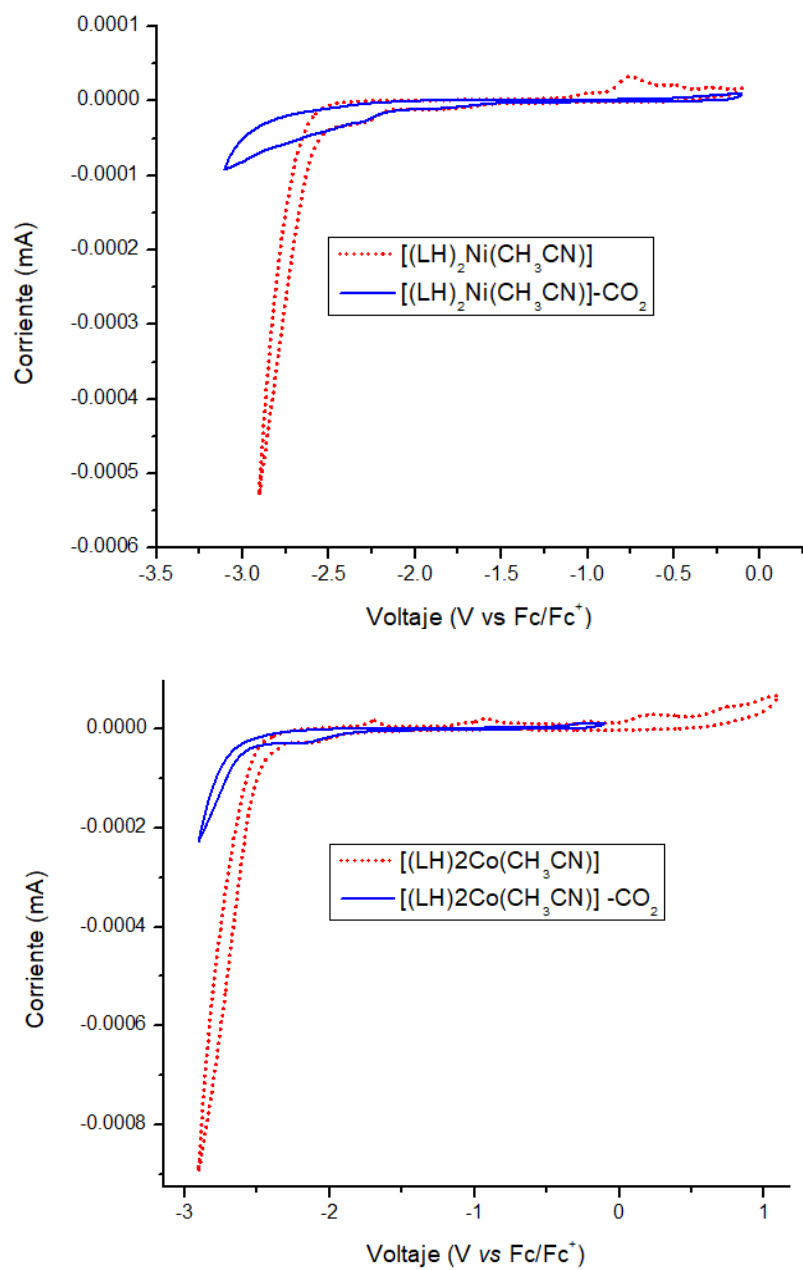 0.0001
0.0000
-0.0001
-0.0002
-0.0003
-0.0004
-0.0005
-0.0006
Corriente (mA)
[(LH)₂Ni(CH₃CN)]
[(LH)₂Ni(CH₃CN)]-CO₂
-3.5 -3.0 -2.5 -2.0 -1.5 -1.0 -0.5 0.0
Voltaje (V vs Fc/Fc⁺)
0.0000
-0.0002
-0.0004
-0.0006
-0.0008
Corriente (mA)
[(LH)2Co(CH₃CN)]
[(LH)2Co(CH₃CN)] -CO₂
-3 -2 -1 0 1
Voltaje (V vs Fc/Fc⁺)